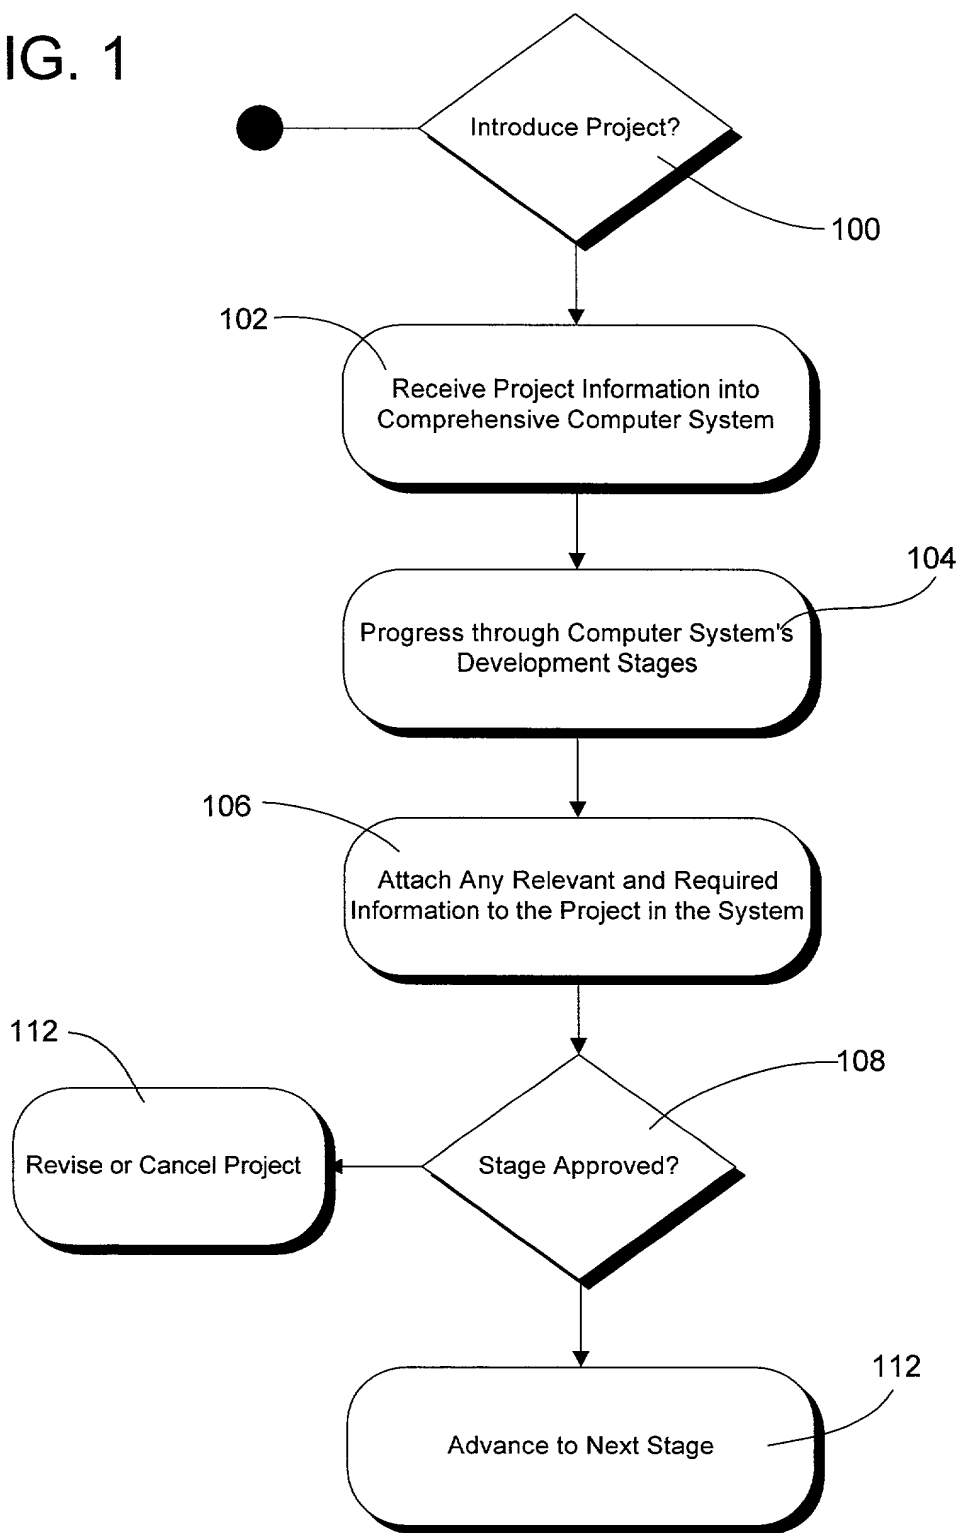 IG. 1
Introduce Project?
100
102
Receive Project Information into
Comprehensive Computer System
104
Progress through Computer System's
Development Stages
106
Attach Any Relevant and Required
Information to the Project in the System
112
108
Revise or Cancel Project
Stage Approved?
112
Advance to Next Stage